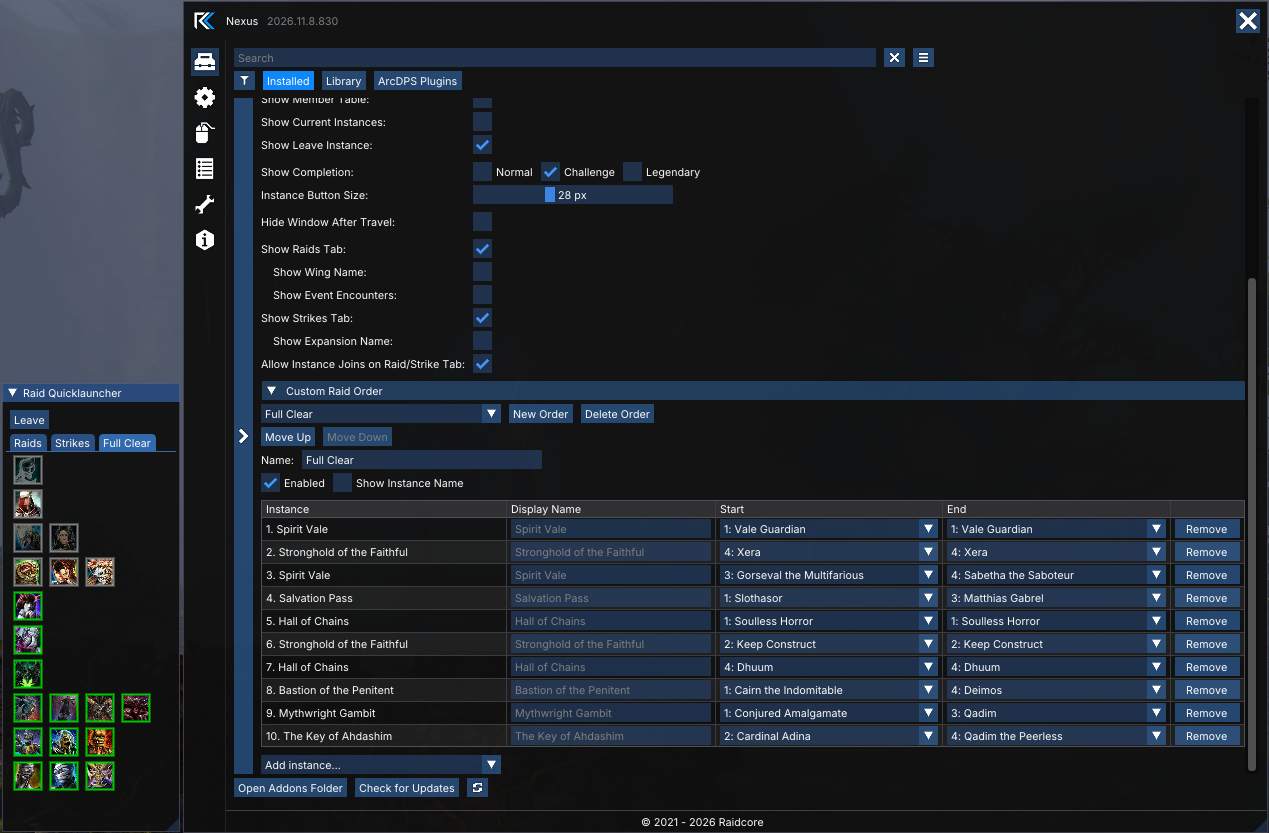 Nexus 2026.11.8.830
Search
Installed Library ArcDPS Plugins
Show Member Table:
Show Current Instances:
Show Leave Instance:
Show Completion: Normal Challenge Legendary
Instance Button Size: 28 px
Hide Window After Travel:
Show Raids Tab:
Show Wing Name:
Show Event Encounters:
Show Strikes Tab:
Show Expansion Name:
Allow Instance Joins on Raid/Strike Tab:
Custom Raid Order
Full Clear New Order Delete Order
Move Up Move Down
Name: Full Clear
Enabled Show Instance Name
Instance Display Name Start End
1. Spirit Vale Spirit Vale 1: Vale Guardian 1: Vale Guardian Remove
2. Stronghold of the Faithful Stronghold of the Faithful 4: Xera 4: Xera Remove
3. Spirit Vale Spirit Vale 3: Gorseval the Multifarious 4: Sabetha the Saboteur Remove
4. Salvation Pass Salvation Pass 1: Slothasor 3: Matthias Gabrel Remove
5. Hall of Chains Hall of Chains 1: Soulless Horror 1: Soulless Horror Remove
6. Stronghold of the Faithful Stronghold of the Faithful 2: Keep Construct 2: Keep Construct Remove
7. Hall of Chains Hall of Chains 4: Dhuum 4: Dhuum Remove
8. Bastion of the Penitent Bastion of the Penitent 1: Cairn the Indomitable 4: Deimos Remove
9. Mythwright Gambit Mythwright Gambit 1: Conjured Amalgamate 3: Qadim Remove
10. The Key of Ahdashim The Key of Ahdashim 2: Cardinal Adina 4: Qadim the Peerless Remove
Add instance...
Open Addons Folder Check for Updates
© 2021 - 2026 Raidcore
Raid Quicklauncher
Leave
Raids Strikes Full Clear